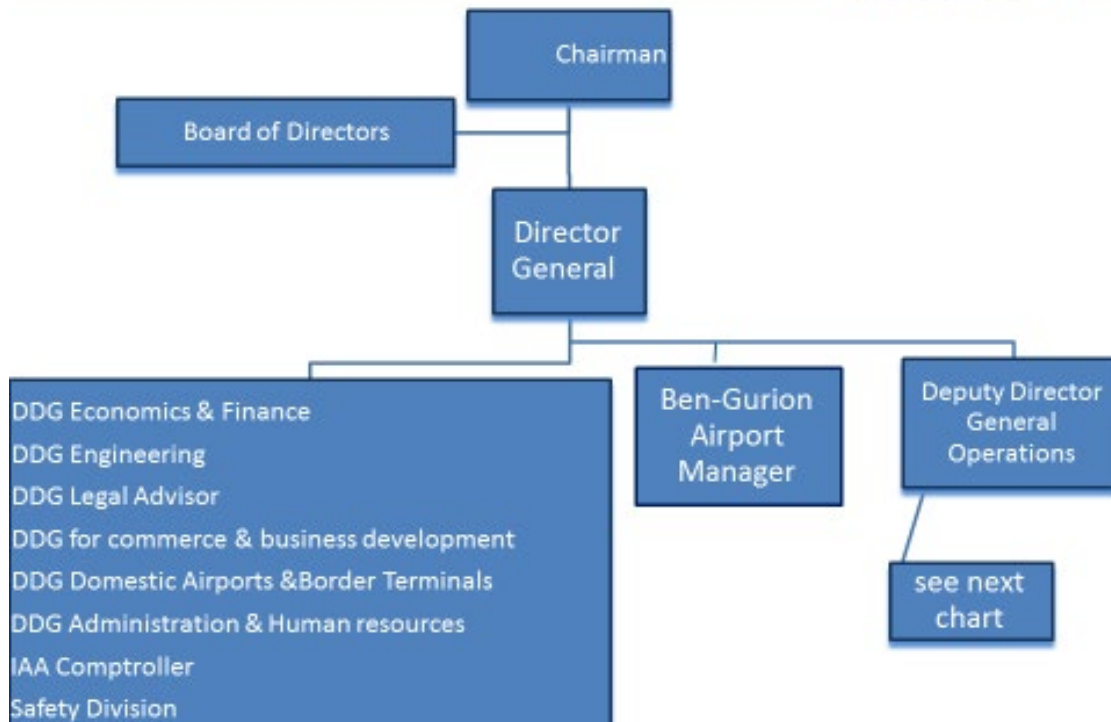 Chairman
Board of Directors
Director
General
DDG Economics & Finance
DDG Engineering
DDG Legal Advisor
DDG for commerce & business development
DDG Domestic Airports &Border Terminals
DDG Administration & Human resources
IAA Comptroller
Safety Division
Ben-Gurion
Airport
Manager
Deputy Director
General
Operations
see next
chart